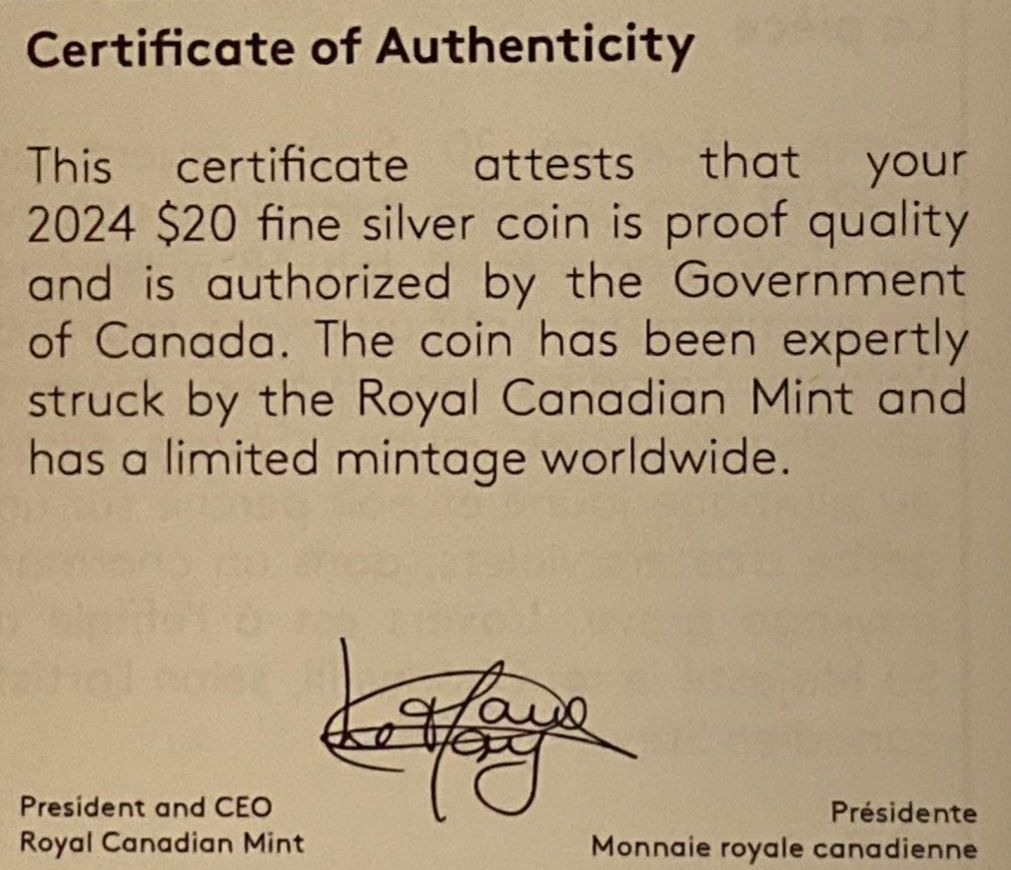 Certificate of Authenticity
This certificate attests that your
2024 $20 fine silver coin is proof quality
and is authorized by the Government
of Canada. The coin has been expertly
struck by the Royal Canadian Mint and
has a limited mintage worldwide.
President and CEO
Royal Canadian Mint
Présidente
Monnaie royale canadienne